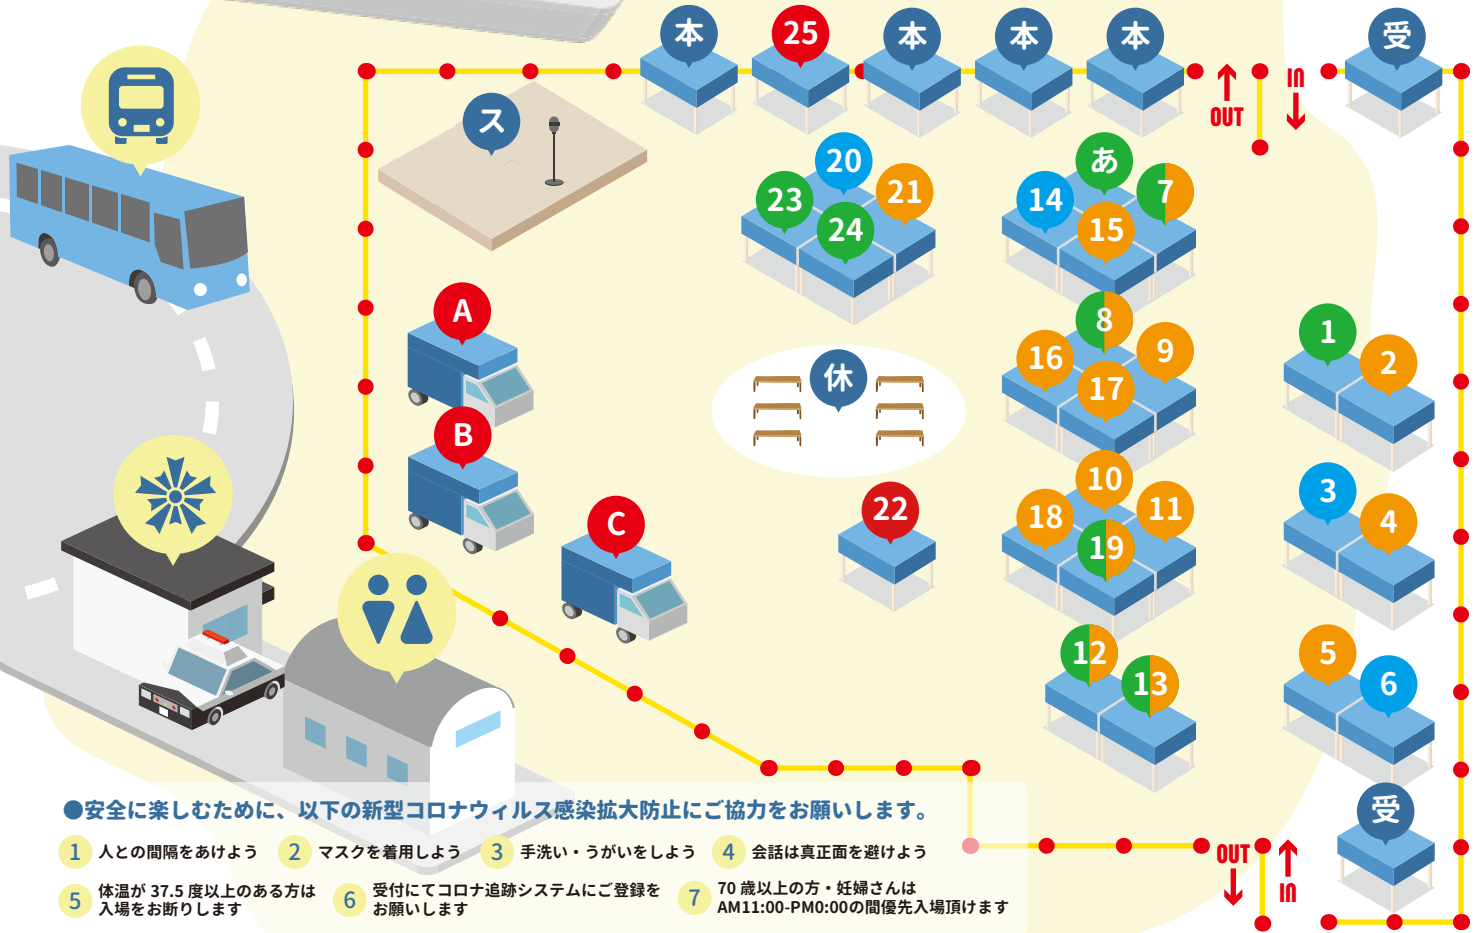 本
25
本
本
本
受
OUT
IN
ス
20
23
21
24
あ
14
7
15
A
8
16
9
17
休
1
2
B
10
18
11
19
22
3
4
C
12
13
5
6
受
OUT
IN
●安全に楽しむために、以下の新型コロナウィルス感染拡大防止にご協力をお願いします。
1 人との間隔をあけよう
2 マスクを着用しよう
3 手洗い・うがいをしよう
4 会話は真正面を避けよう
5 体温が 37.5 度以上のある方は
入場をお断りします
6 受付にてコロナ追跡システムにご登録を
お願いします
7 70 歳以上の方・妊婦さんは
AM11:00-PM0:00の間優先入場頂けます